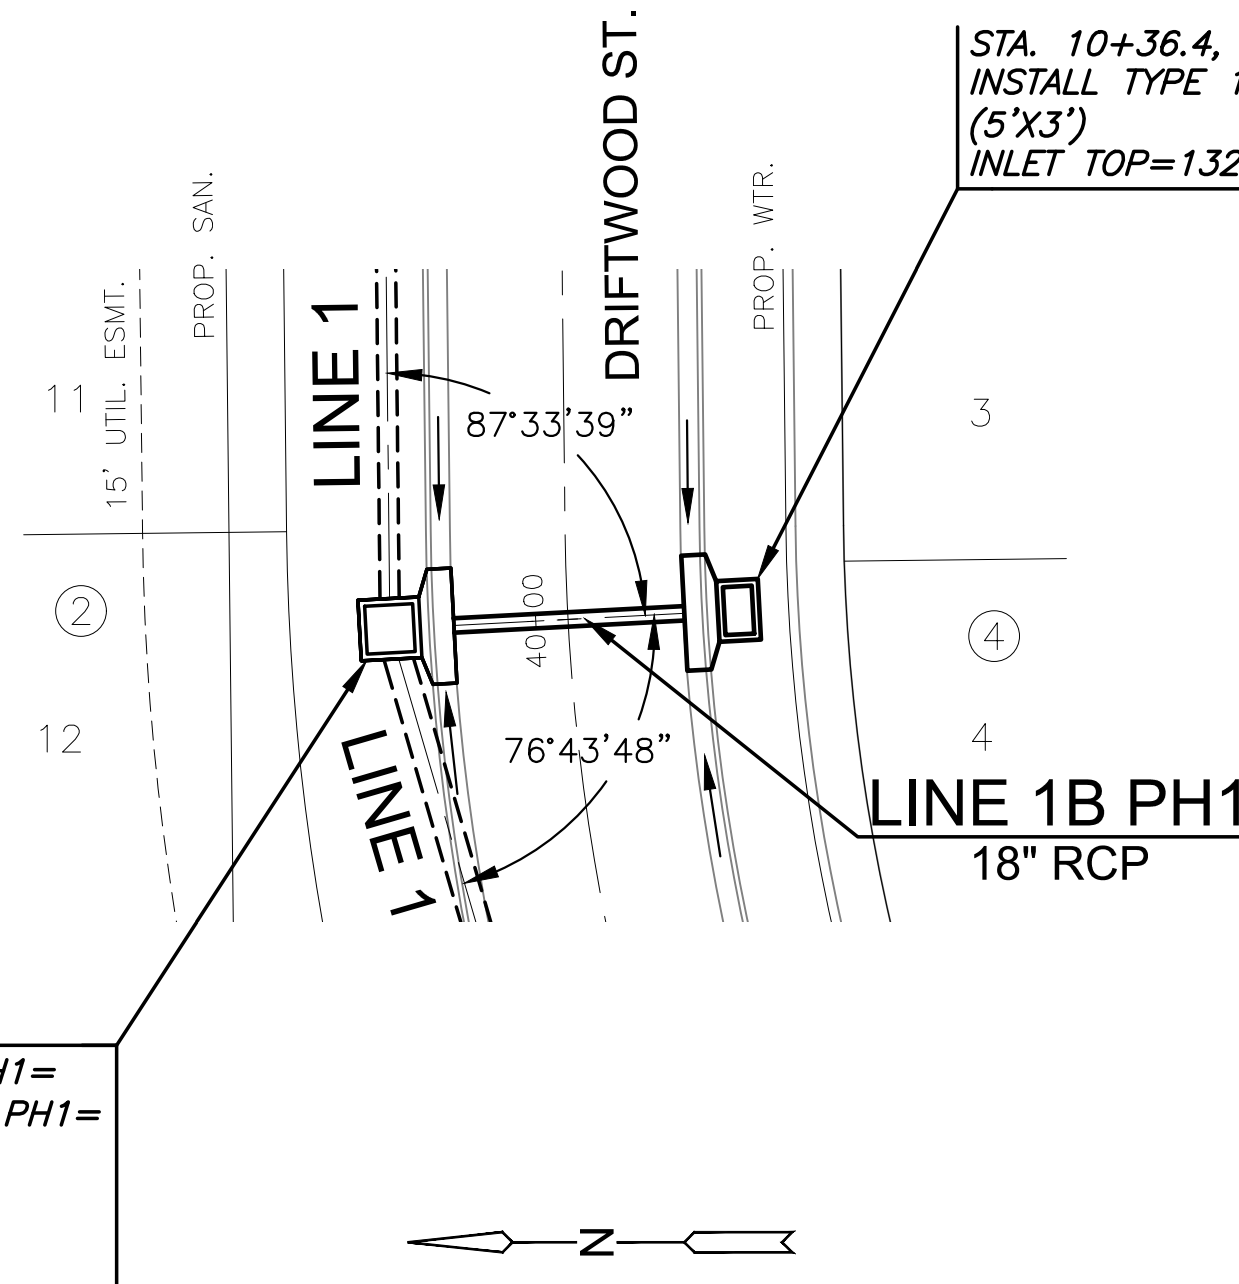 STA. 10+36.4,
INSTALL TYPE 1
(5'X3')
INLET TOP=132
DRIFTWOOD ST.
PROP. SAN.
PROP. WTR.
15' UTIL. ESMT.
LINE 1
11
87°33'39”
3
2
40
00
4
12
76°43'48”
4
LINE 1
LINE 1B PH1
18" RCP
H1=
PH1=
N